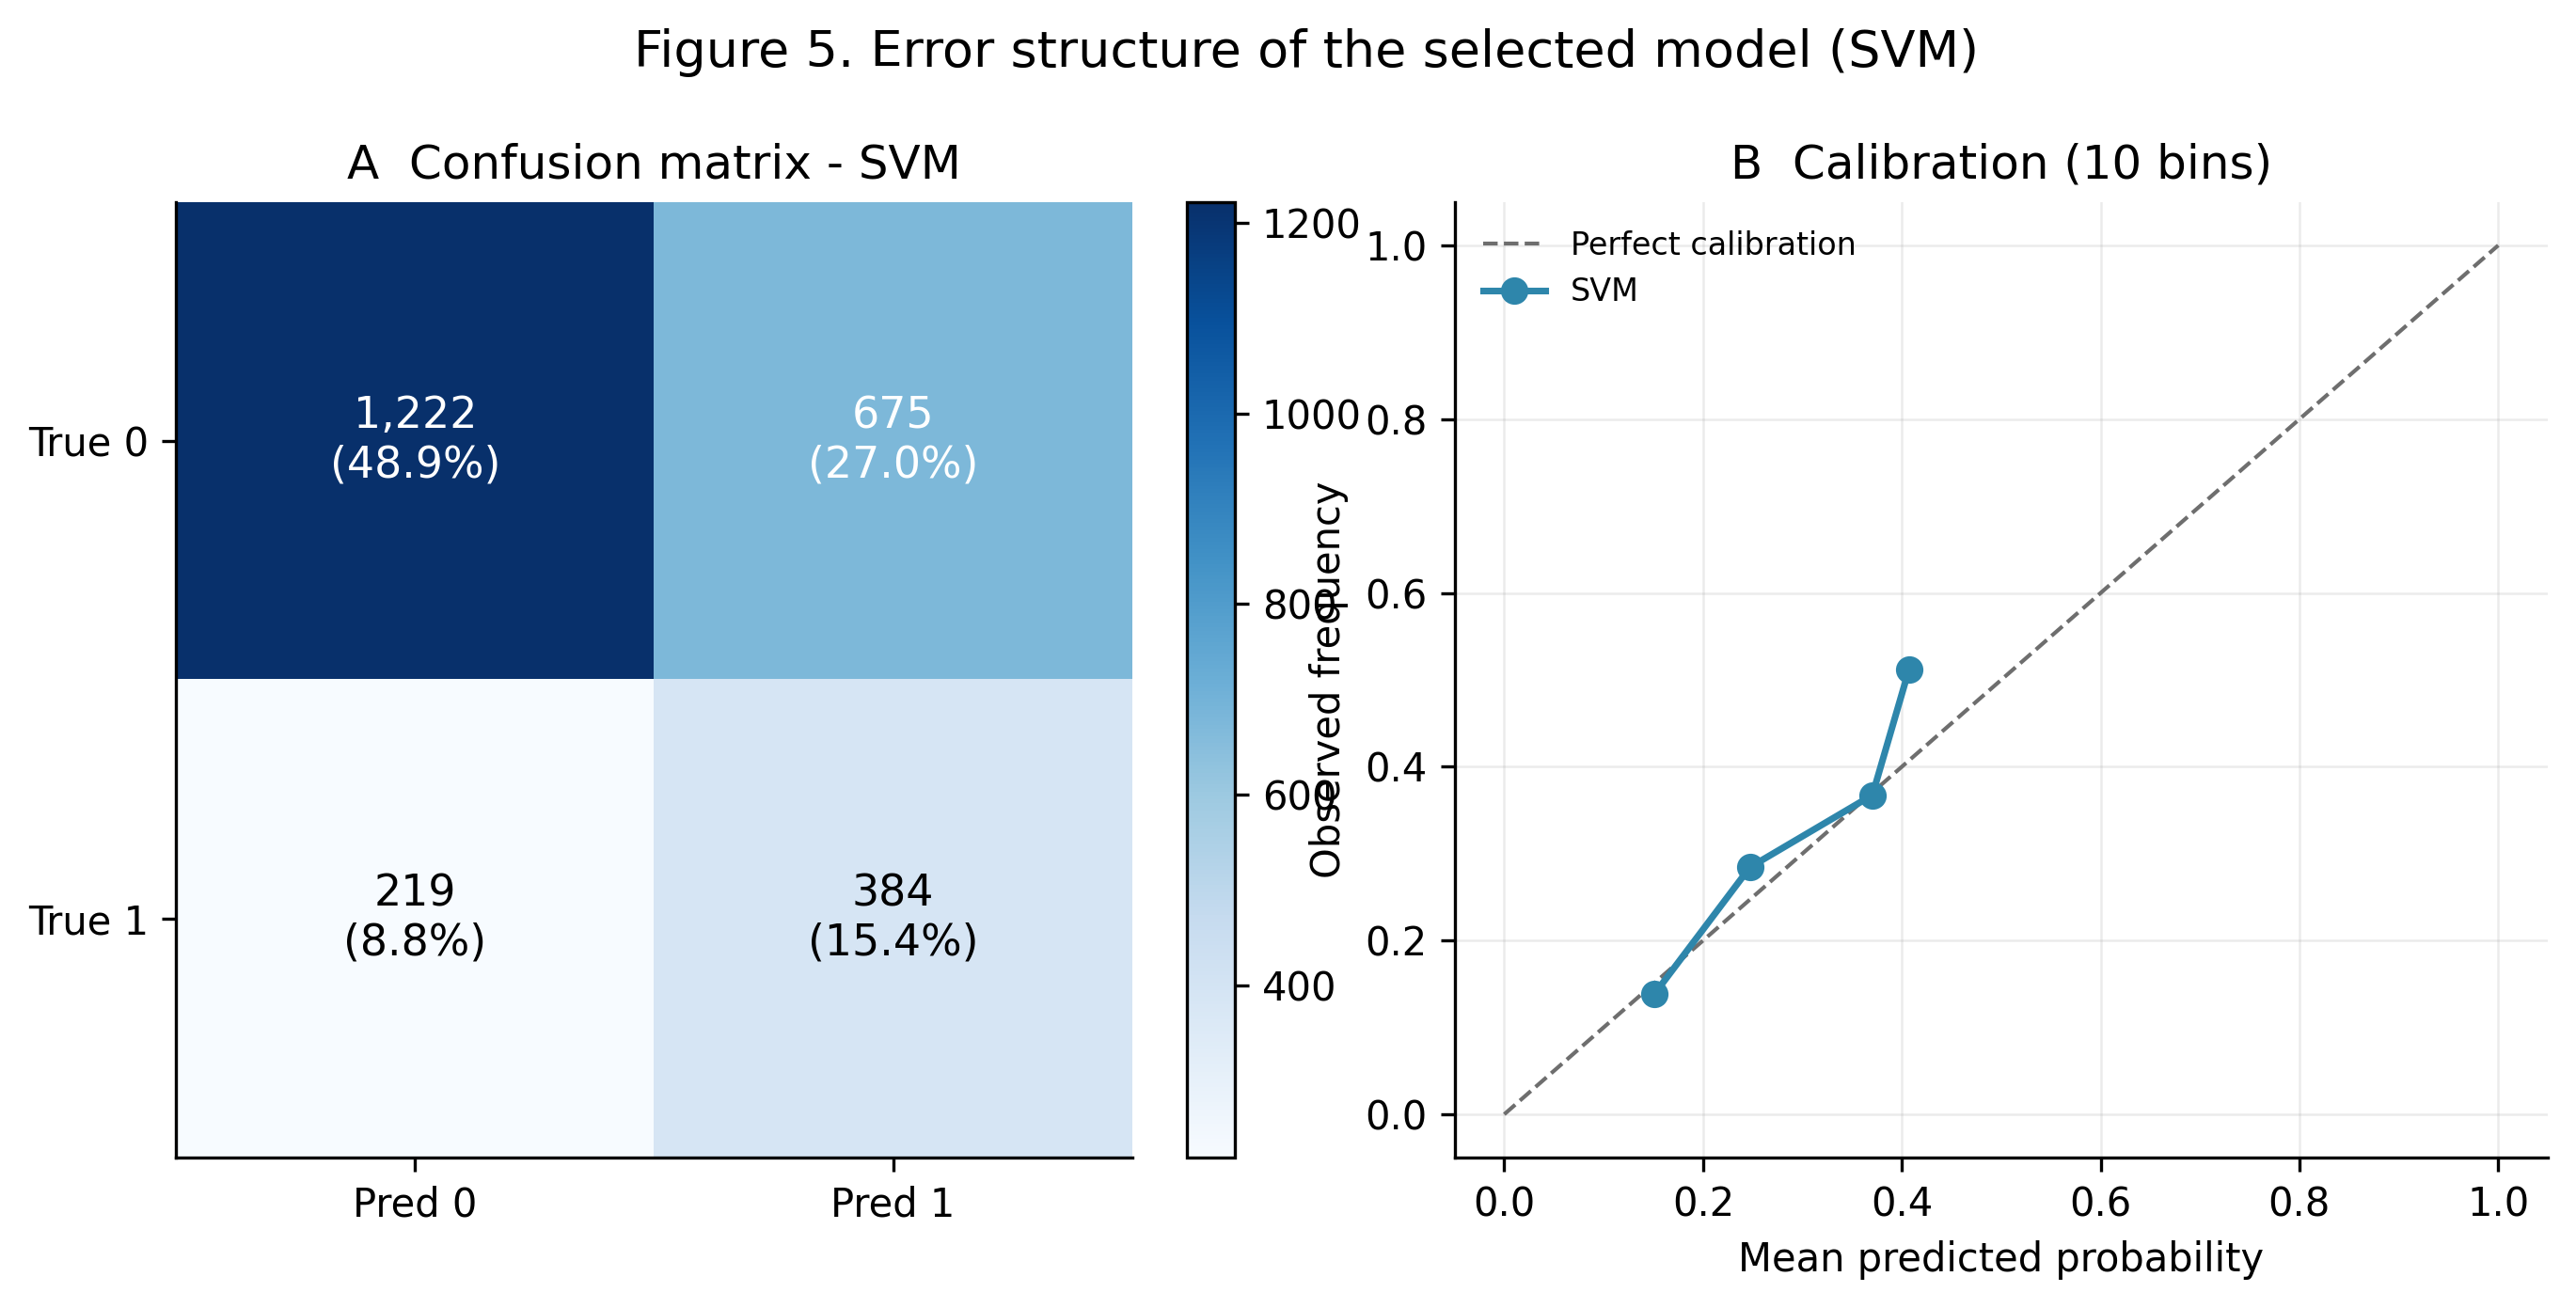 Figure 5. Error structure of the selected model (SVM)
A  Confusion matrix - SVM
True 0
True 1
1,222
(48.9%)
675
(27.0%)
219
(8.8%)
384
(15.4%)
Pred 0
Pred 1
1200
1000
800
600
400
B  Calibration (10 bins)
Perfect calibration
SVM
Observed frequency
1.0
0.8
0.6
0.4
0.2
0.0
0.0
0.2
0.4
0.6
0.8
1.0
Mean predicted probability